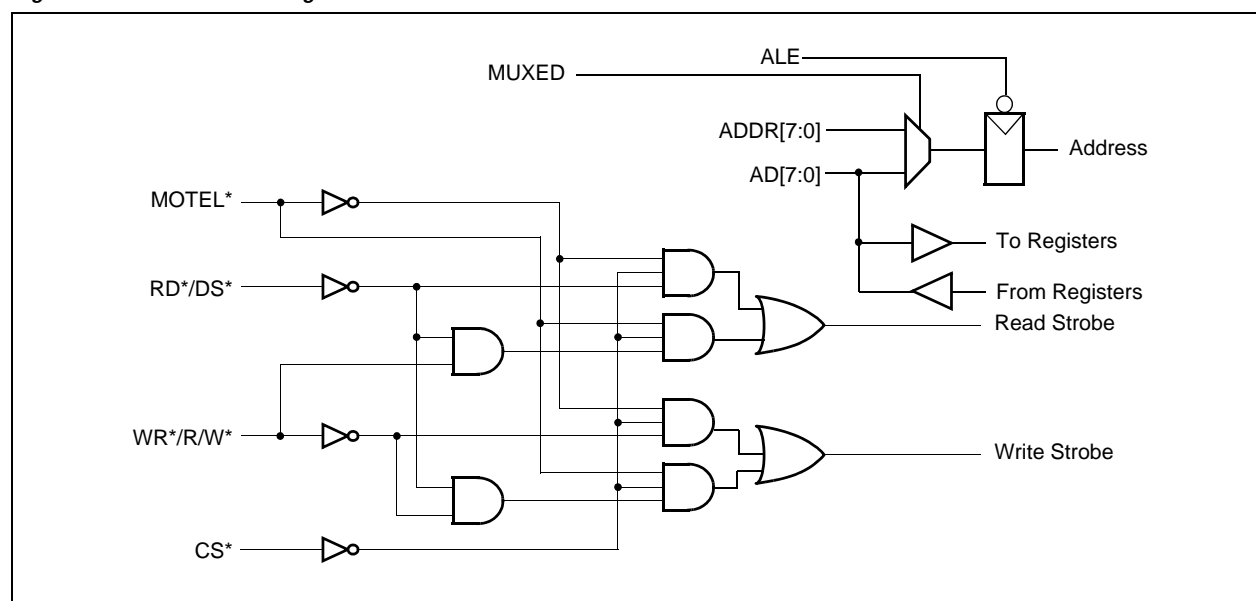 ALE
MUXED
ADDR[7:0]
Address
AD[7:0]
MOTEL*
To Registers
RD*/DS*
From Registers
Read Strobe
WR*/R/W*
Write Strobe
CS*